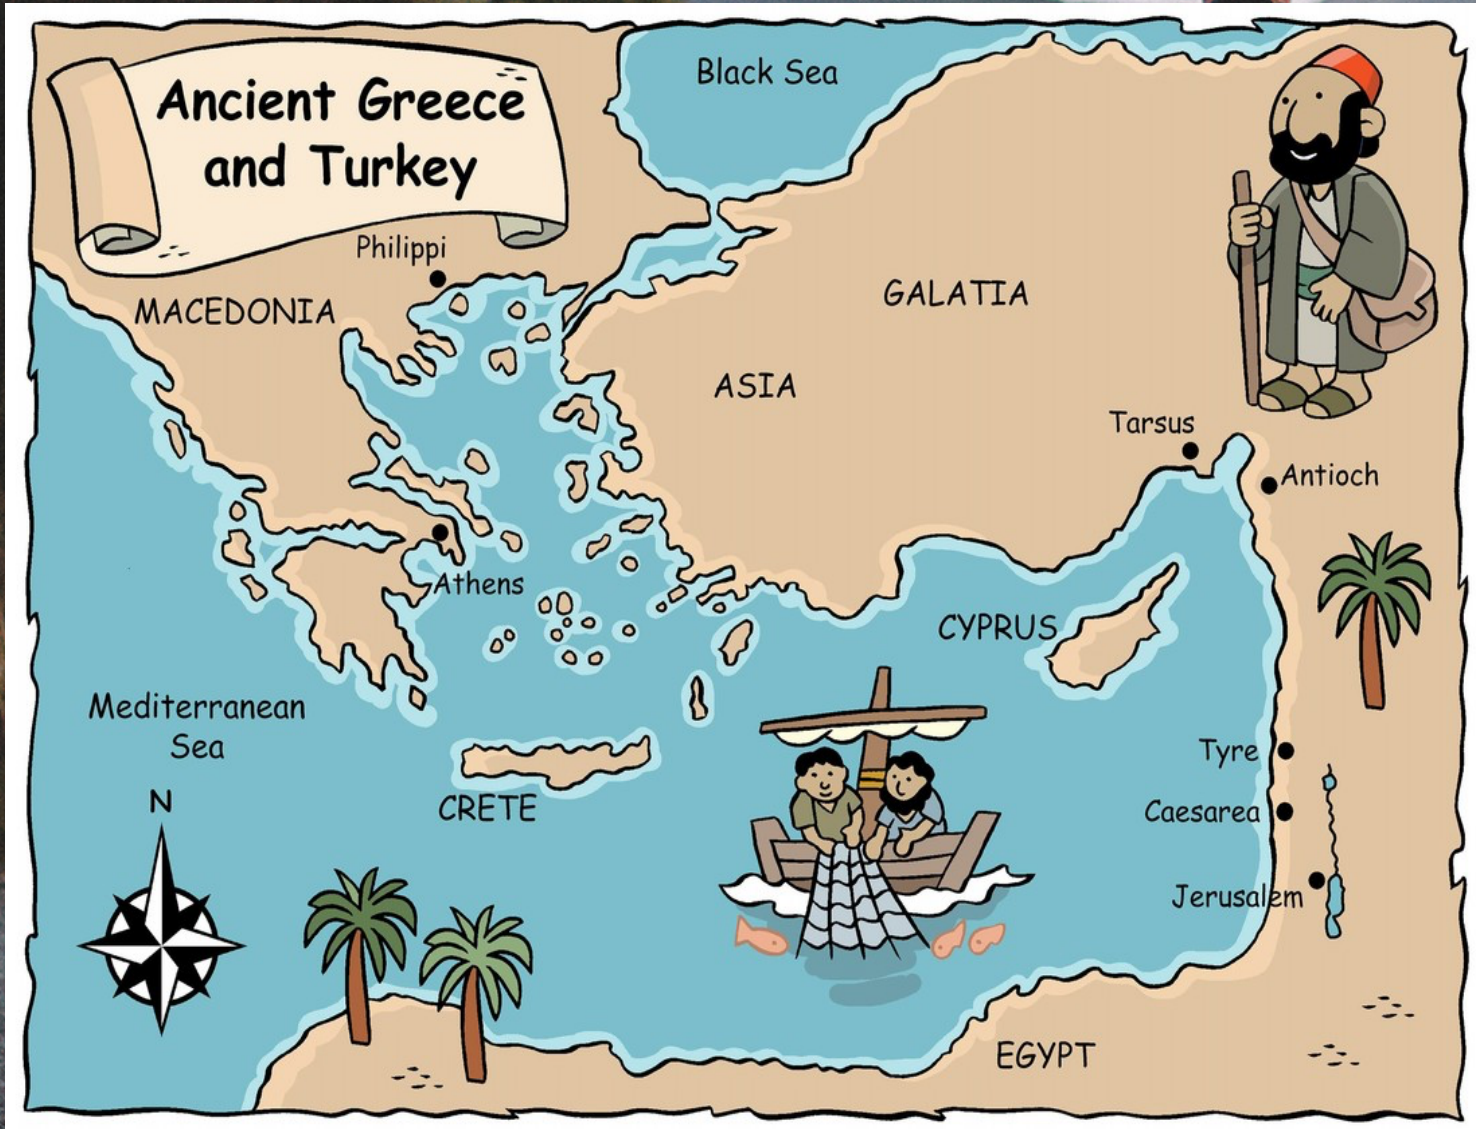 Ancient Greece
and Turkey
Black Sea
Philippi
MACEDONIA
GALATIA
ASIA
Tarsus
Antioch
Athens
CYPRUS
Mediterranean
Sea
Tyre
N
CRETE
Caesarea
Jerusalem
EGYPT